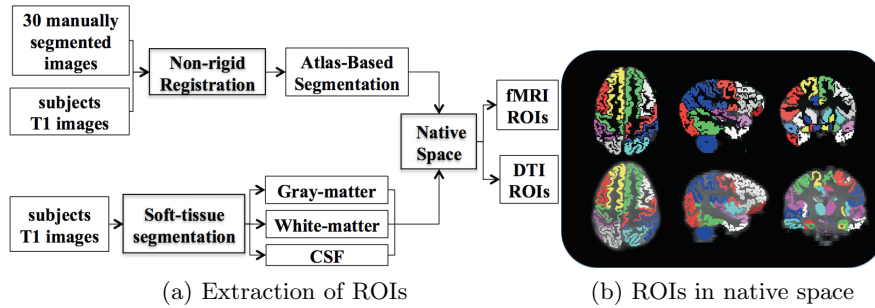 30 manually
segmented
images
subjects
T1 images
Non-rigid
Registration
Atlas-Based
Segmentation
Native
Space
fMRI
ROIs
DTI
ROIs
subjects
T1 images
Soft-tissue
segmentation
Gray-matter
White-matter
CSF
(a) Extraction of ROIs
(b) ROIs in native space